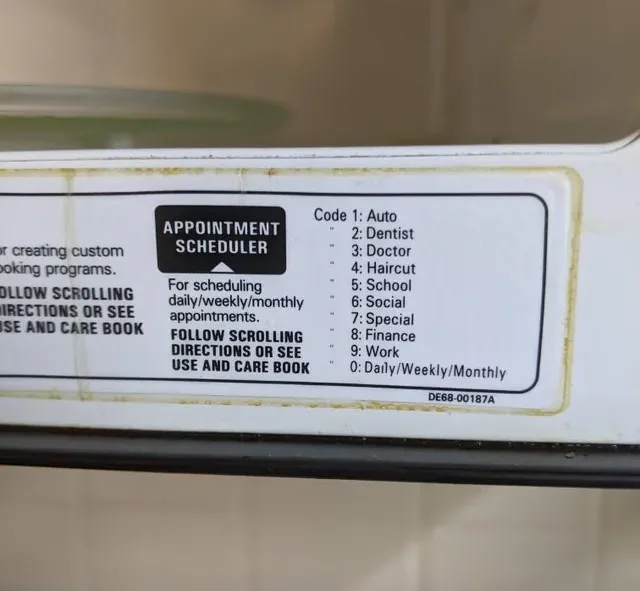 r creating custom
oking programs.
OLLOW SCROLLING
IRECTIONS OR SEE
SE AND CARE BOOK
APPOINTMENT
SCHEDULER
For scheduling
daily/weekly/monthly
appointments.
FOLLOW SCROLLING
DIRECTIONS OR SEE
USE AND CARE BOOK
Code 1: Auto
" 2: Dentist
" 3: Doctor
" 4: Haircut
" 5: School
" 6: Social
" 7: Special
" 8: Finance
" 9: Work
" 0: Daily/Weekly/Monthly
DE68-00187A